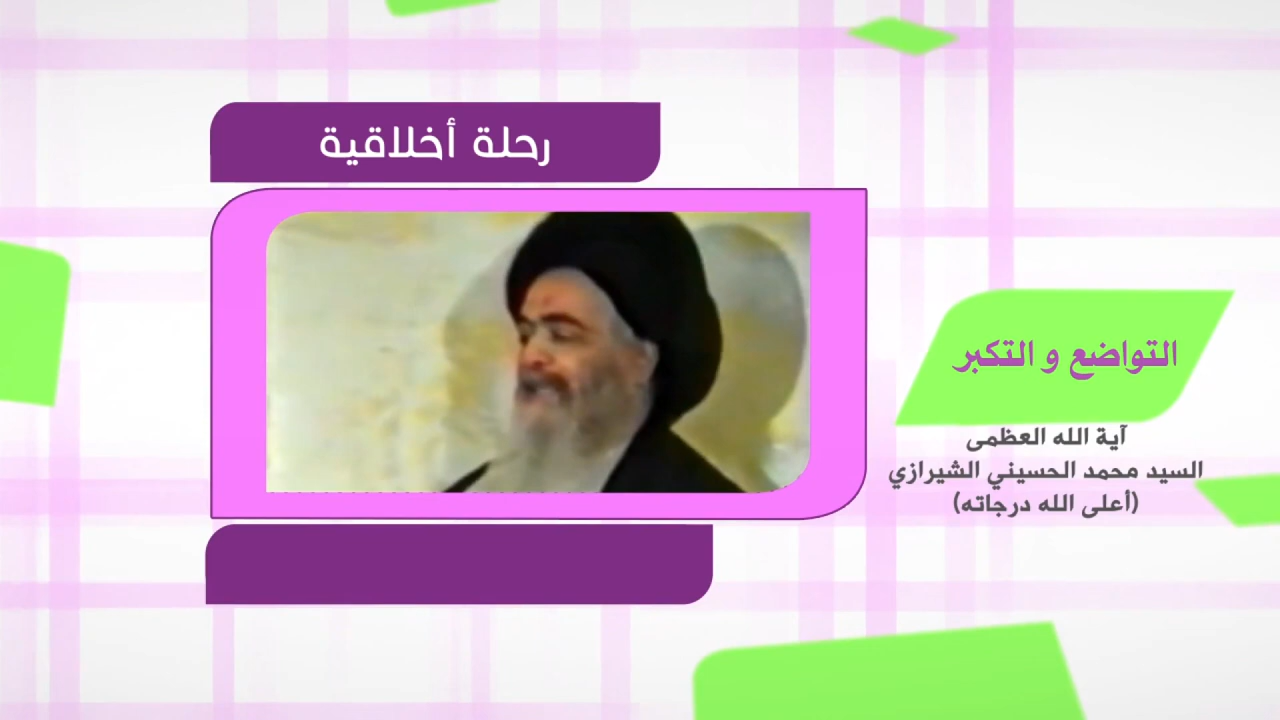 رحلة أخلاقية
التواضع و التكبر
آية الله العظمى
السيد محمد الحسيني الشيرازي
(أعلى الله درجاته)